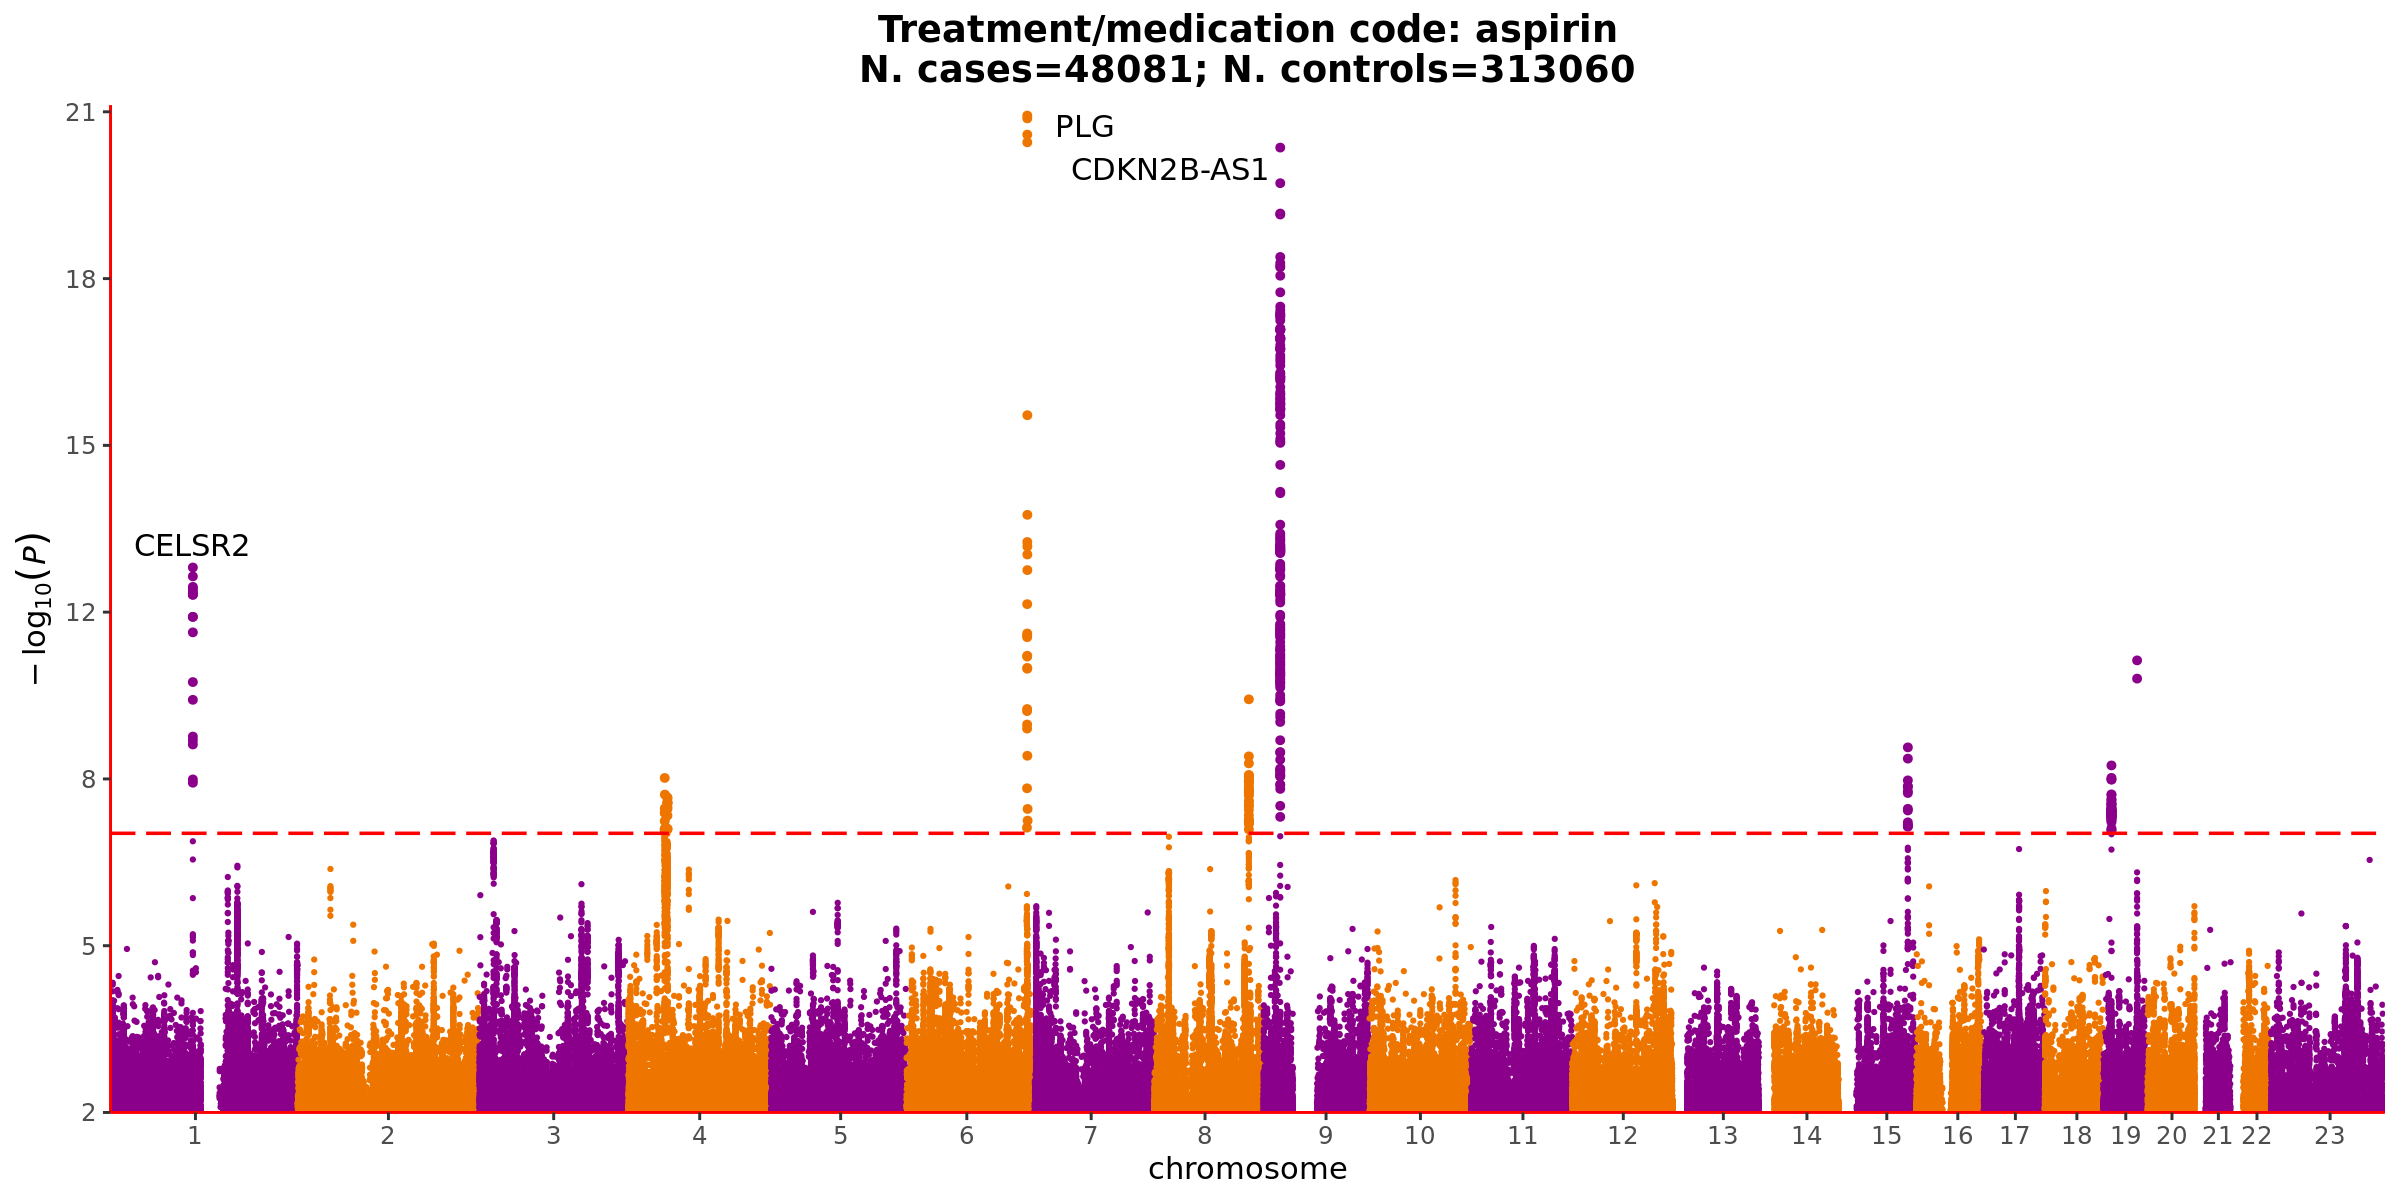 Treatment/medication code: aspirin
N. cases=48081; N. controls=313060
21
18
15
12
8
5
2
−log10(P)
PLG
CDKN2B-AS1
CELSR2
1 2 3 4 5 6 7 8 9 10 11 12 13 14 15 16 17 18 19 20 21 22 23
chromosome